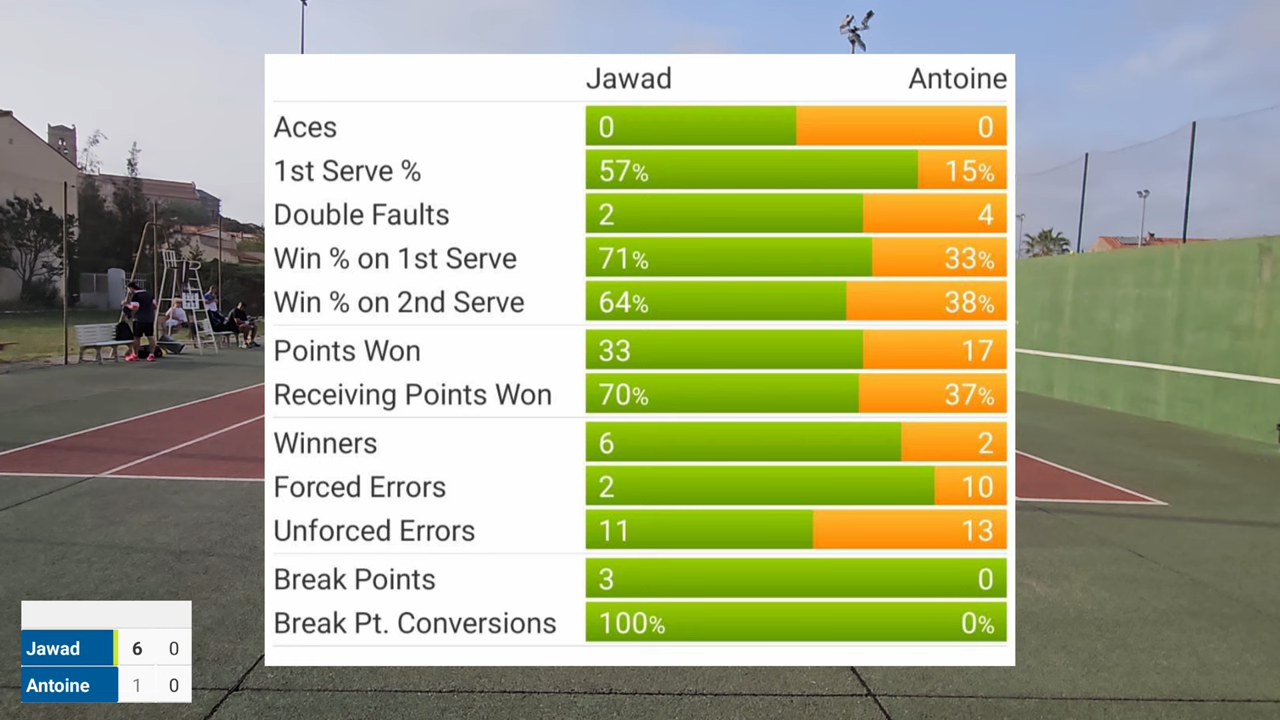 Jawad Antoine
Aces 0 0
1st Serve % 57% 15%
Double Faults 2 4
Win % on 1st Serve 71% 33%
Win % on 2nd Serve 64% 38%
Points Won 33 17
Receiving Points Won 70% 37%
Winners 6 2
Forced Errors 2 10
Unforced Errors 11 13
Break Points 3 0
Break Pt. Conversions 100% 0%
Jawad 6 0
Antoine 1 0